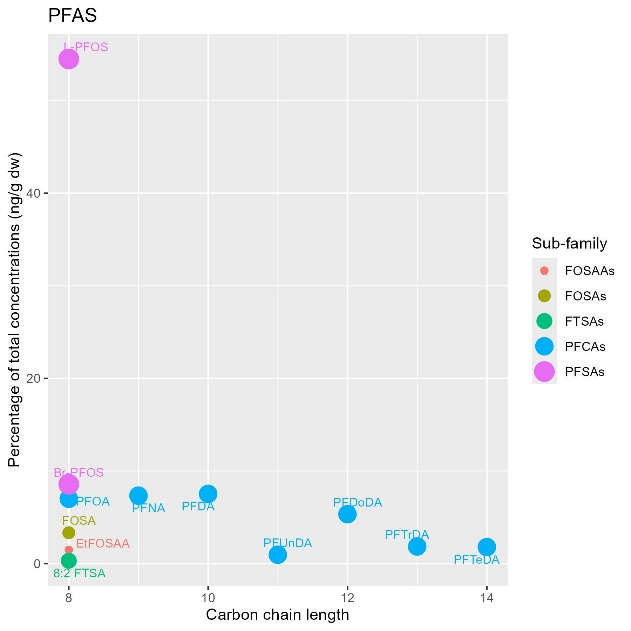 PFAS
L-PFOS
40
20
0
Br-PFOS
PFOA
PFNA
PFDA
PFDoDA
FOSA
EtFOSAA
PFUnDA
PFTrDA
PFTeDA
8:2 FTSA
8 10 12 14
Carbon chain length
Percentage of total concentrations (ng/g dw)
Sub-family
FOSAAs
FOSAs
FTSAs
PFCAs
PFSAs